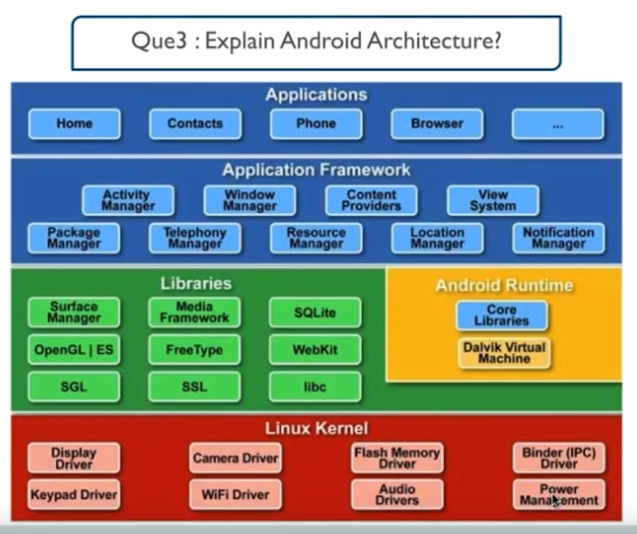 Que3 : Explain Android Architecture?
Applications
Home
Contacts
Phone
Browser
...
Application Framework
Activity
Manager
Window
Manager
Content
Providers
View
System
Package
Manager
Telephony
Manager
Resource
Manager
Location
Manager
Notification
Manager
Libraries
Surface
Manager
Media
Framework
SQLite
OpenGL | ES
FreeType
WebKit
SGL
SSL
libc
Android Runtime
Core
Libraries
Dalvik Virtual
Machine
Linux Kernel
Display
Driver
Camera Driver
Flash Memory
Driver
Binder (IPC)
Driver
Keypad Driver
WiFi Driver
Audio
Drivers
Power
Management